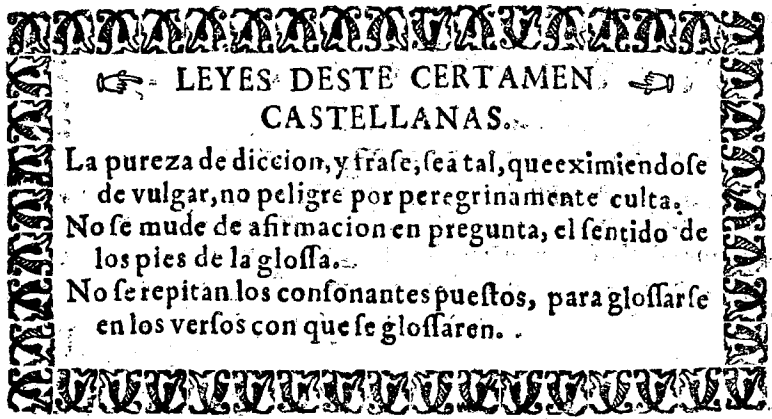 ☞ LEYES DESTE CERTAMEN ☜
CASTELLANAS.
La pureza de diccion, y frase, ſea tal, que eximiendoſe
de vulgar, no peligre por peregrinamente culta.
No ſe mude de afirmacion en pregunta, el ſentido de
los pies de la gloſſa.
No ſe repitan los conſonantes pueſtos, para gloſſarſe
en los verſos con que ſe gloſſaren.